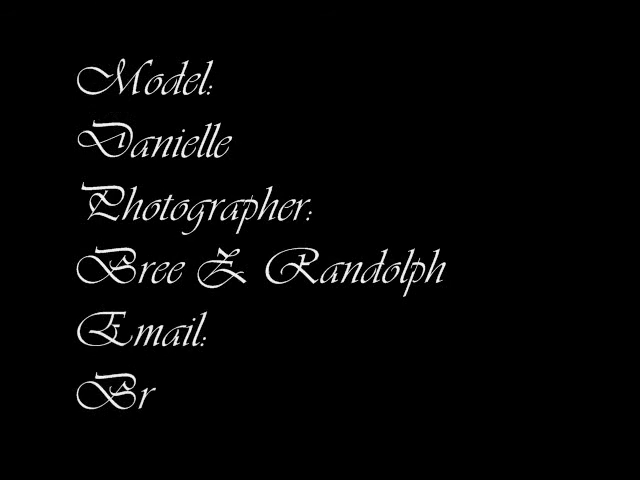 Model:
Danielle
Photographer:
Bree & Randolph
Email:
Br